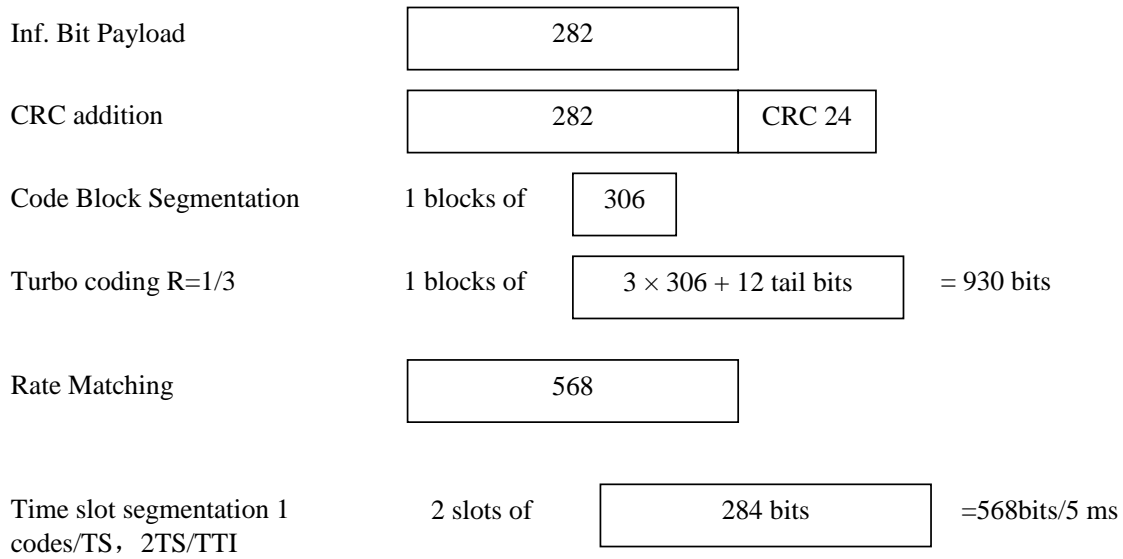 Inf. Bit Payload 282
CRC addition 282 CRC 24
Code Block Segmentation 1 blocks of 306
Turbo coding R=1/3 1 blocks of 3 × 306 + 12 tail bits = 930 bits
Rate Matching 568
Time slot segmentation 1 2 slots of 284 bits =568bits/5 ms
codes/TS，2TS/TTI